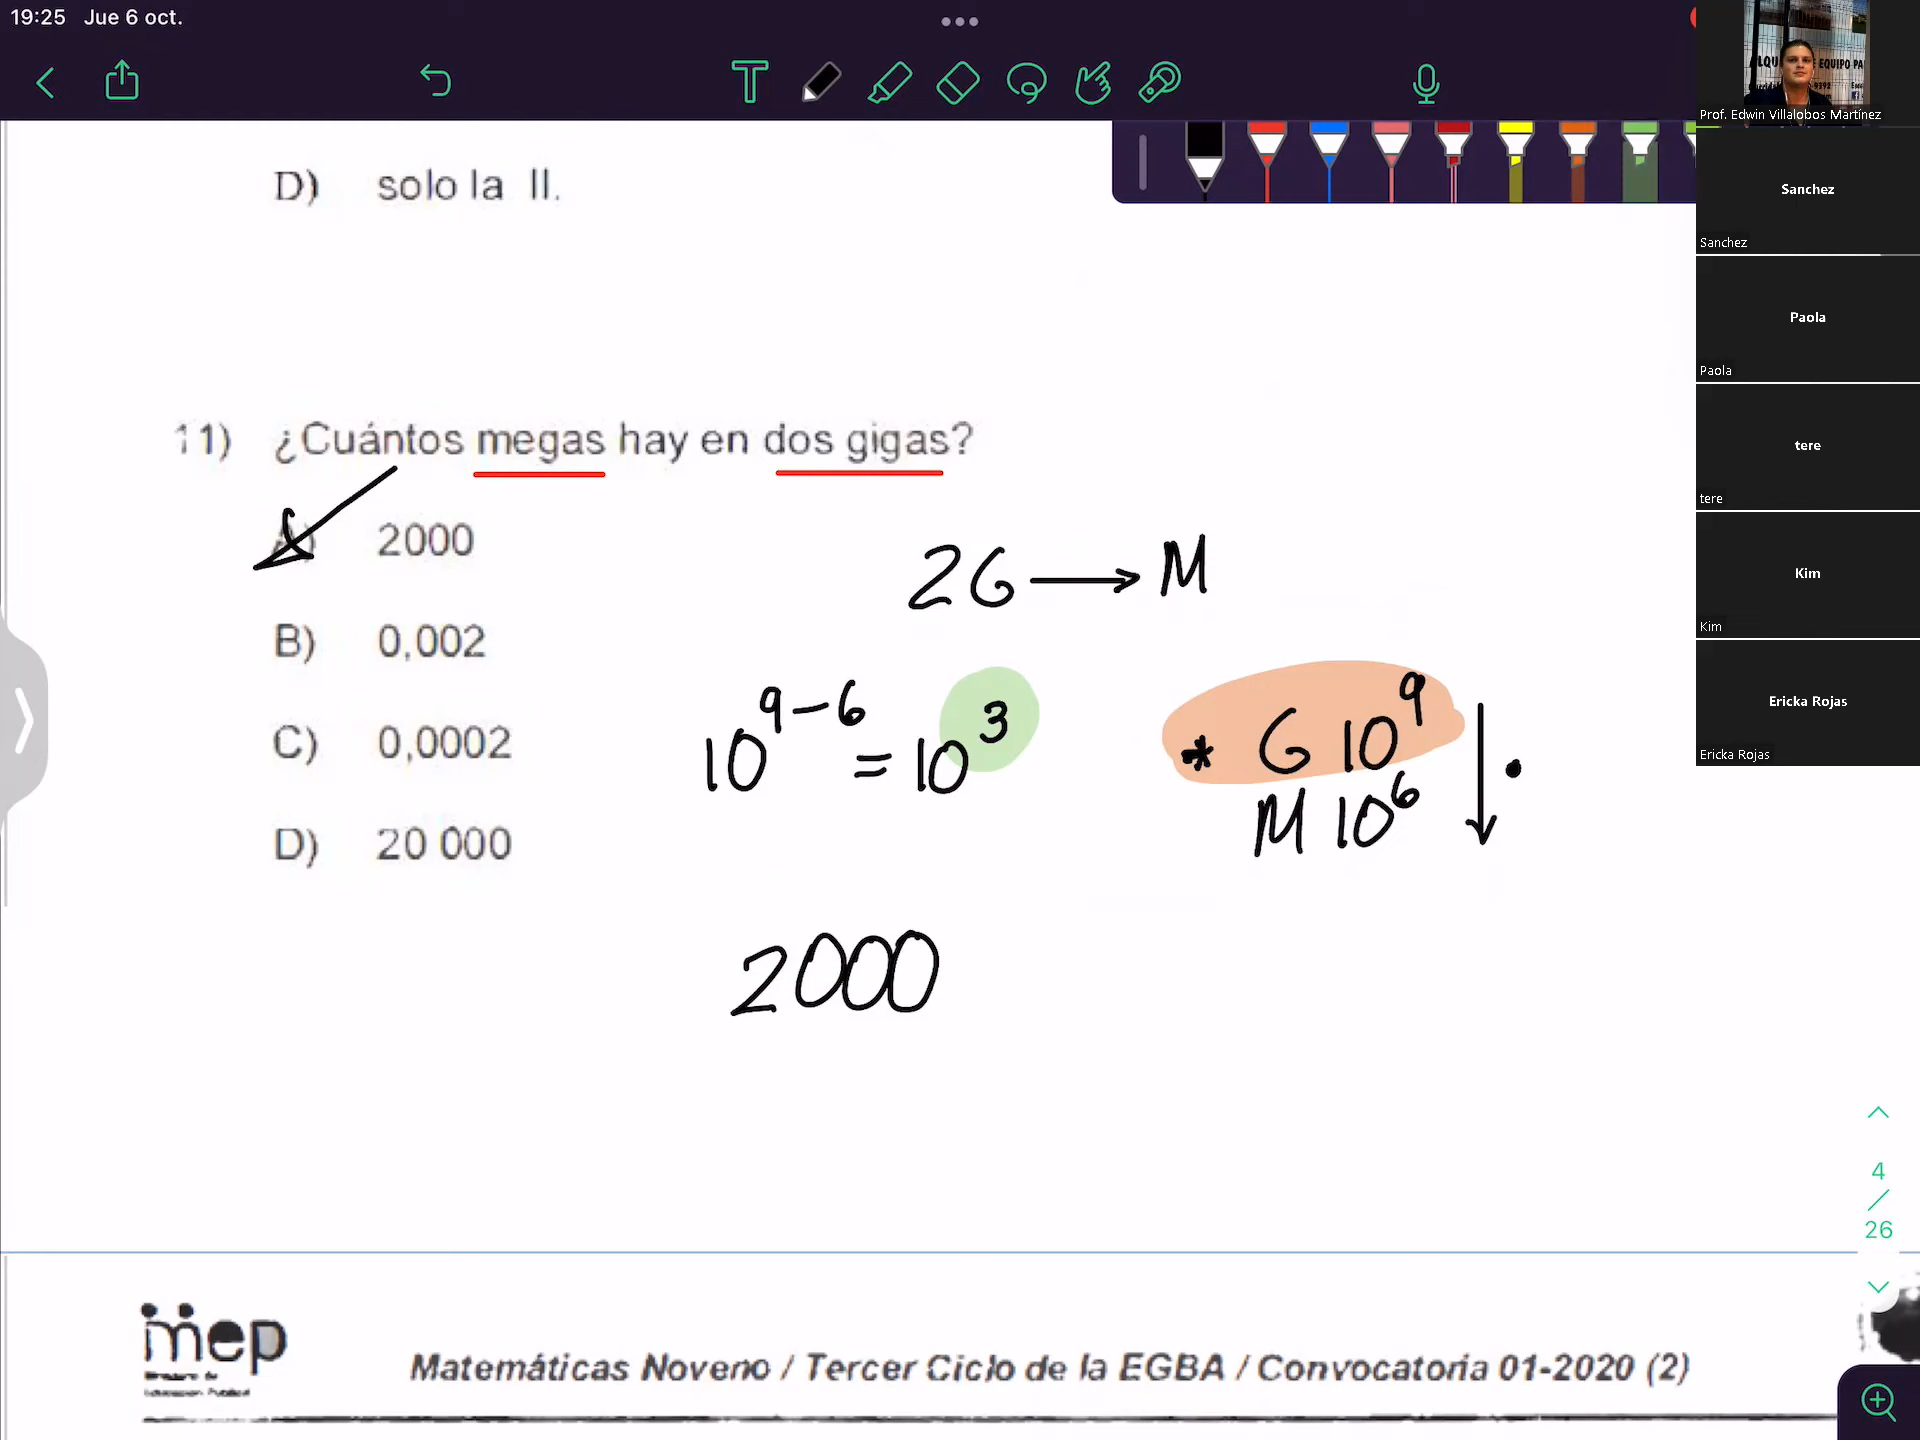 19:25 Jue 6 oct.
Prof. Edwin Villalobos Martínez
Sanchez
Sanchez
Paola
Paola
tere
tere
Kim
Kim
Ericka Rojas
Ericka Rojas
D) solo la II.
11) ¿Cuántos megas hay en dos gigas?
A) 2000
B) 0,002
C) 0,0002
D) 20 000
2G → M
10^9-6 = 10^3
* G 10^9
M 10^6
2000
4
/
26
mep
Matemáticas Noveno / Tercer Ciclo de la EGBA / Convocatoria 01-2020 (2)